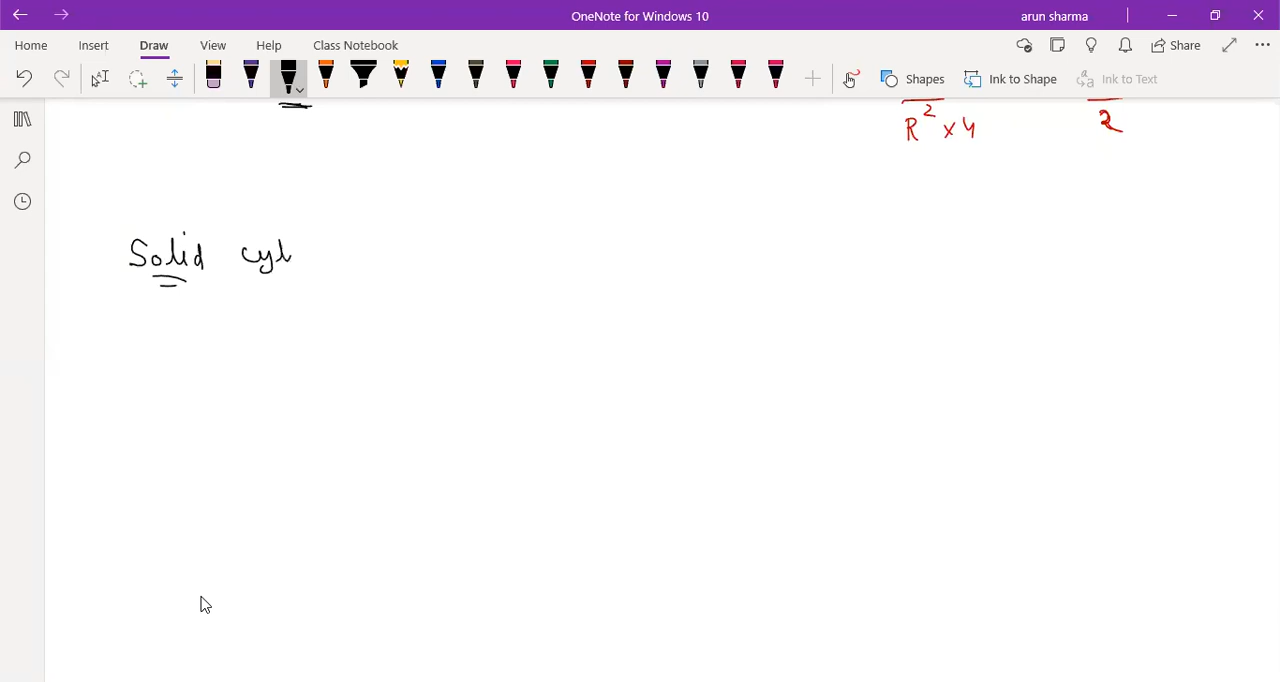 OneNote for Windows 10
arun sharma
Home Insert Draw View Help Class Notebook
Share
Shapes Ink to Shape Ink to Text
R² × 4
2
Solid cyl